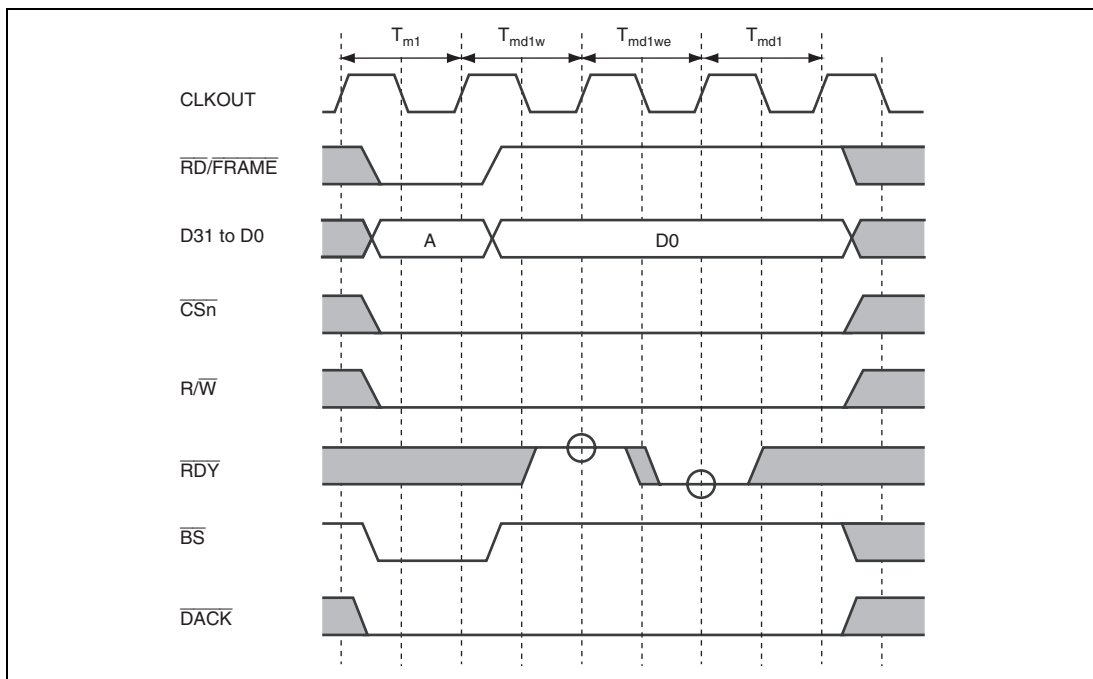 Tm1 Tmd1w Tmd1we Tmd1
CLKOUT
RD/FRAME
D31 to D0
A
D0
CSn
R/W
RDY
BS
DACK